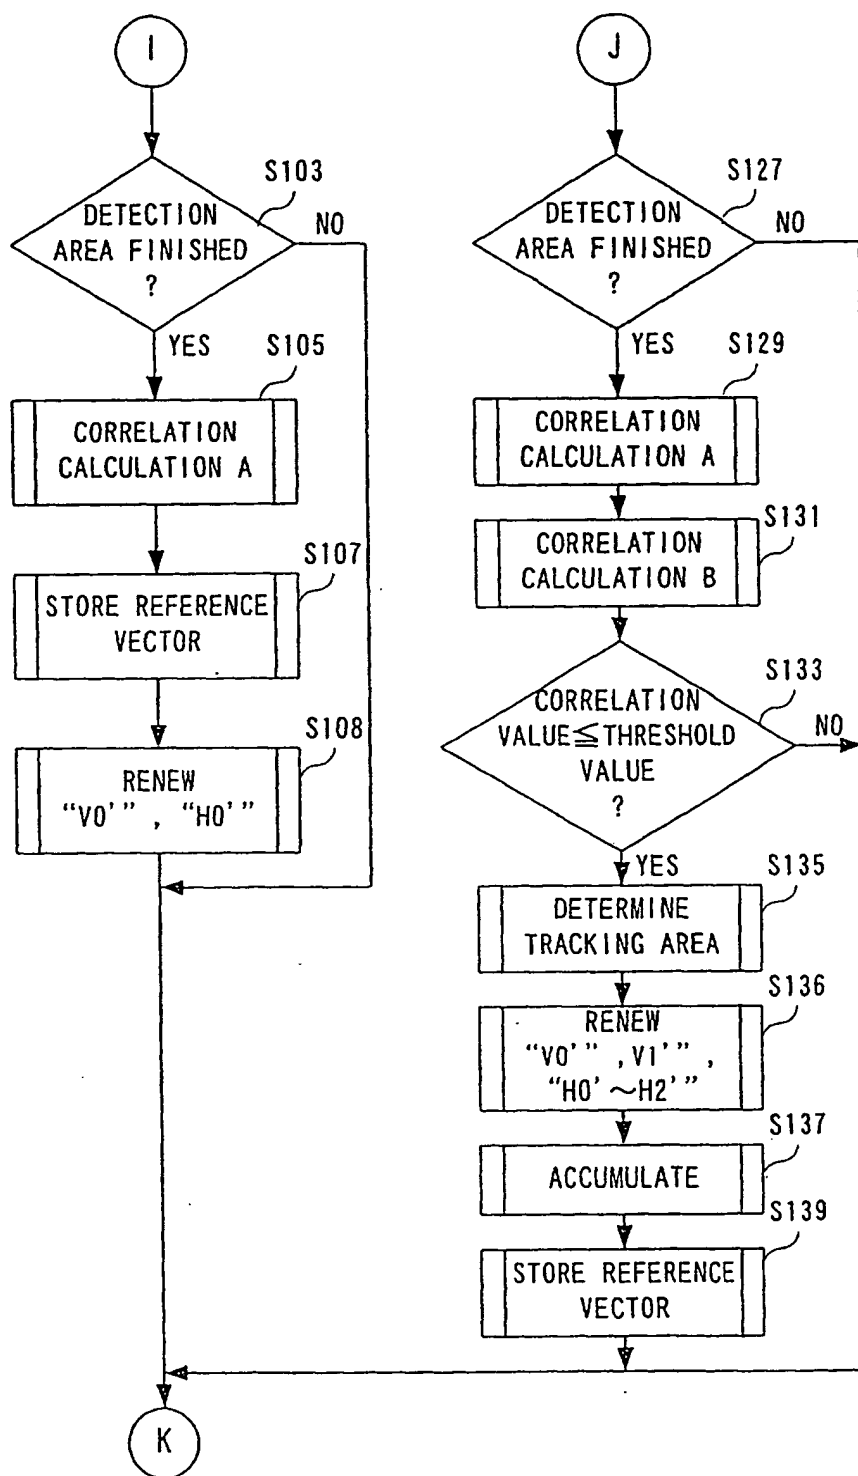 I
S103
DETECTION
AREA FINISHED
?
NO
YES
S105
CORRELATION
CALCULATION A
S107
STORE REFERENCE
VECTOR
S108
RENEW
“V0'”, “H0'”
J
S127
DETECTION
AREA FINISHED
?
NO
YES
S129
CORRELATION
CALCULATION A
S131
CORRELATION
CALCULATION B
S133
CORRELATION
VALUE≦THRESHOLD
VALUE
?
NO
YES
S135
DETERMINE
TRACKING AREA
S136
RENEW
“V0'” ,V1'” ,
“H0'～H2'”
S137
ACCUMULATE
S139
STORE REFERENCE
VECTOR
K